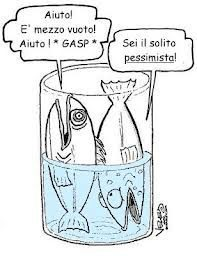 Aiuto!
E' mezzo vuoto!
Aiuto ! * GASP *
Sei il solito
pessimista!